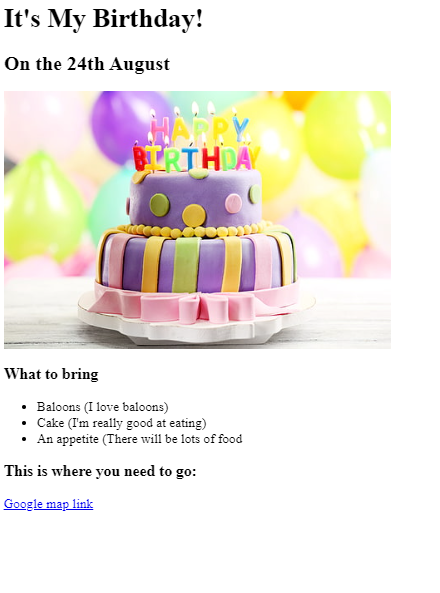 It's My Birthday!
On the 24th August
HAPPY
BIRTHDAY
What to bring
Baloons (I love baloons)
Cake (I'm really good at eating)
An appetite (There will be lots of food
This is where you need to go:
Google map link